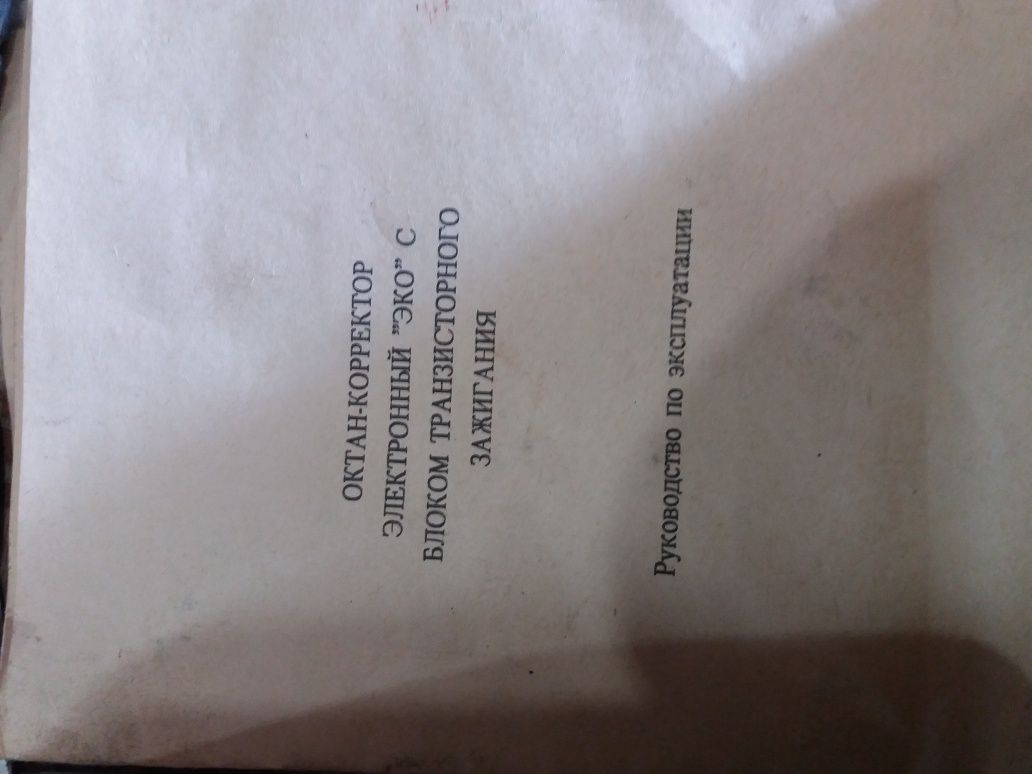 ОКТАН-КОРРЕКТОР
ЭЛЕКТРОННЫЙ "'ЭКО" С
БЛОКОМ ТРАНЗИСТОРНОГО
ЗАЖИГАНИЯ
Руководство по эксплуатации